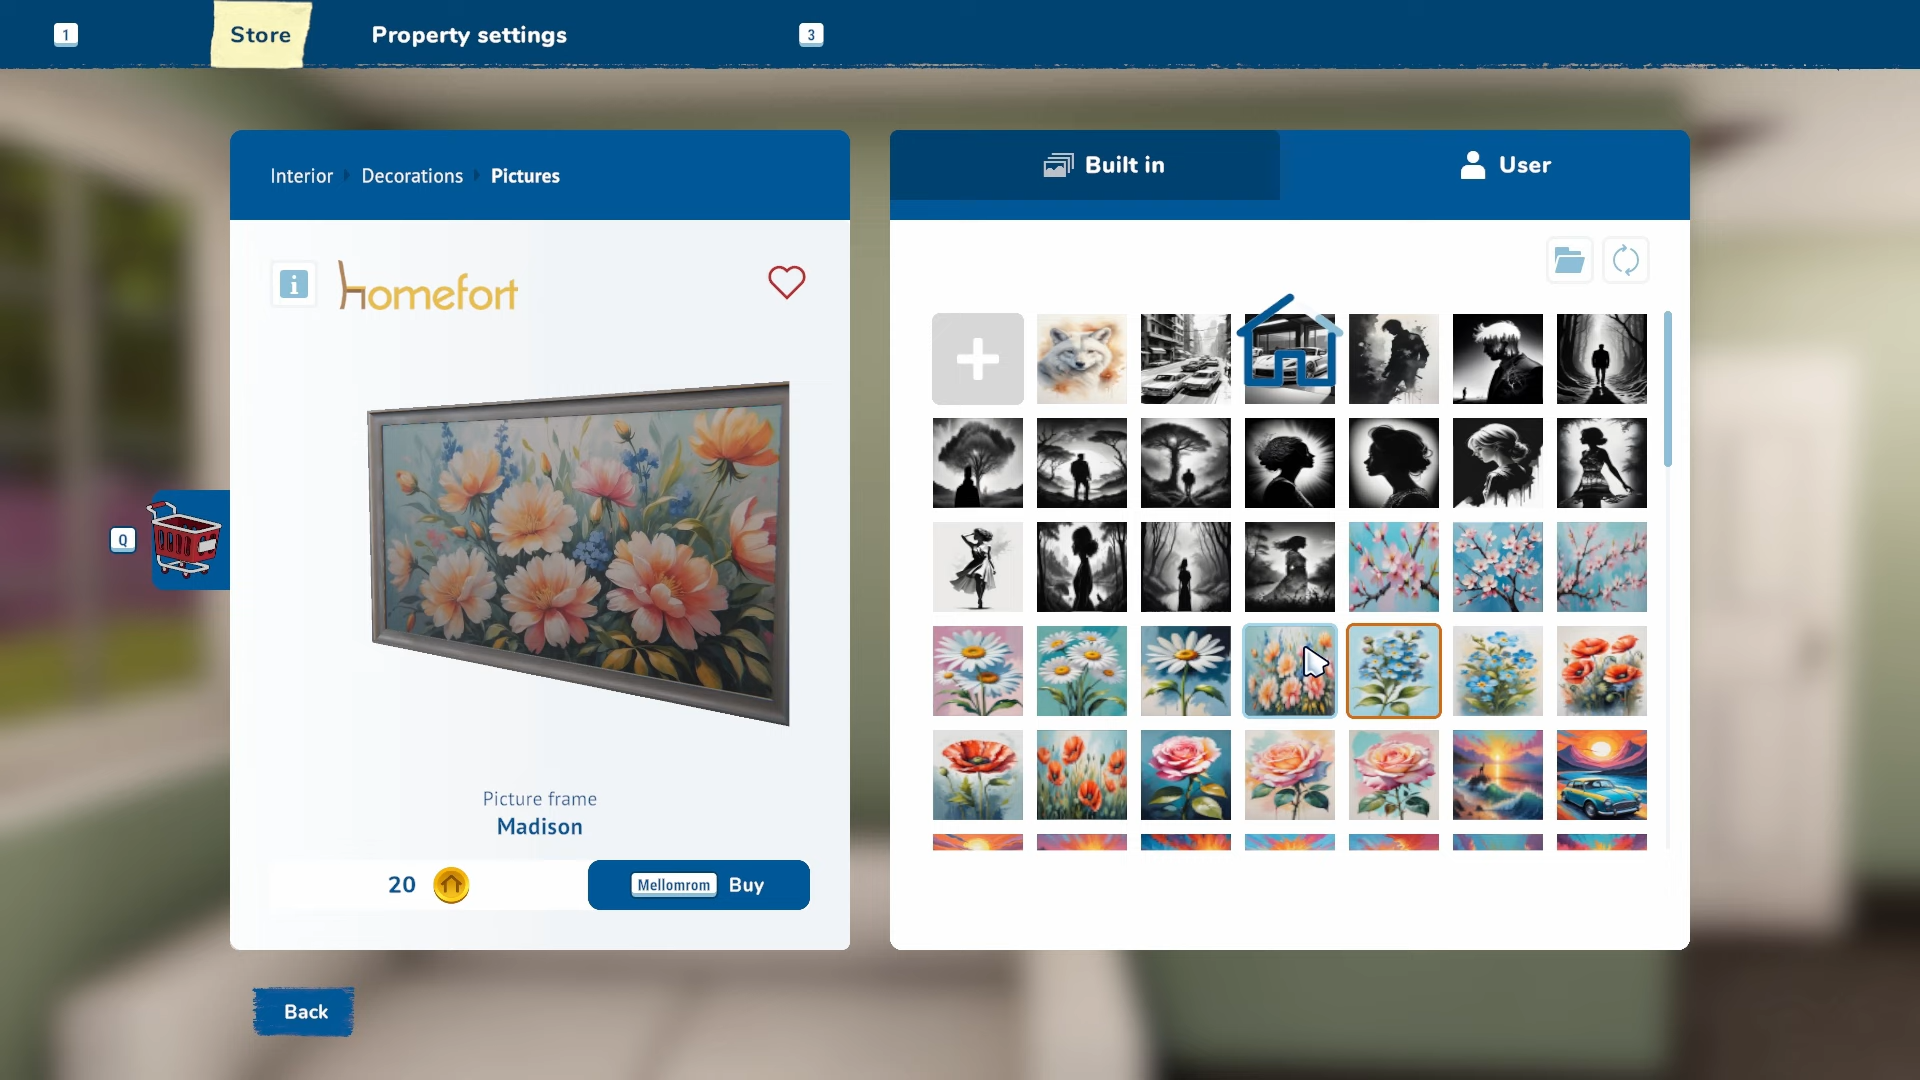 1
Store
Property settings
3
Interior
Decorations
Pictures
Built in
User
i
homefort
Q
Picture frame
Madison
20
Mellomrom
Buy
Back